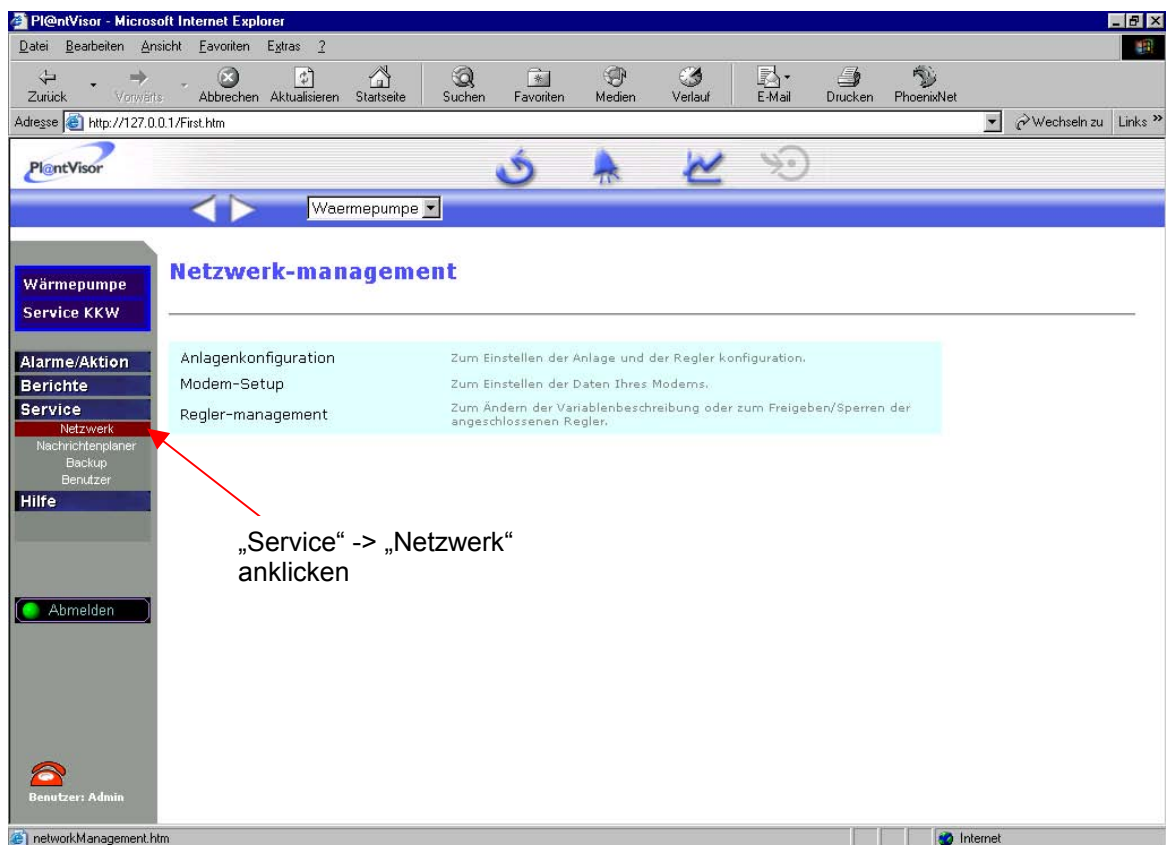 Pl@ntVisor - Microsoft Internet Explorer
Datei Bearbeiten Ansicht Favoriten Extras ?
Zurück Vorwärts Abbrechen Aktualisieren Startseite Suchen Favoriten Medien Verlauf E-Mail Drucken PhoenixNet
Adresse http://127.0.0.1/First.htm Wechseln zu Links »
Pl@ntVisor
Waermepumpe
Netzwerk-management
Wärmepumpe
Service KKW
Alarme/Aktion
Berichte
Service
Netzwerk
Nachrichtenplaner
Backup
Benutzer
Hilfe
Anlagenkonfiguration Zum Einstellen der Anlage und der Regler konfiguration.
Modem-Setup Zum Einstellen der Daten Ihres Modems.
Regler-management Zum Ändern der Variablenbeschreibung oder zum Freigeben/Sperren der
angeschlossenen Regler.
„Service“ -> „Netzwerk“
anklicken
Abmelden
Benutzer: Admin
networkManagement.htm Internet